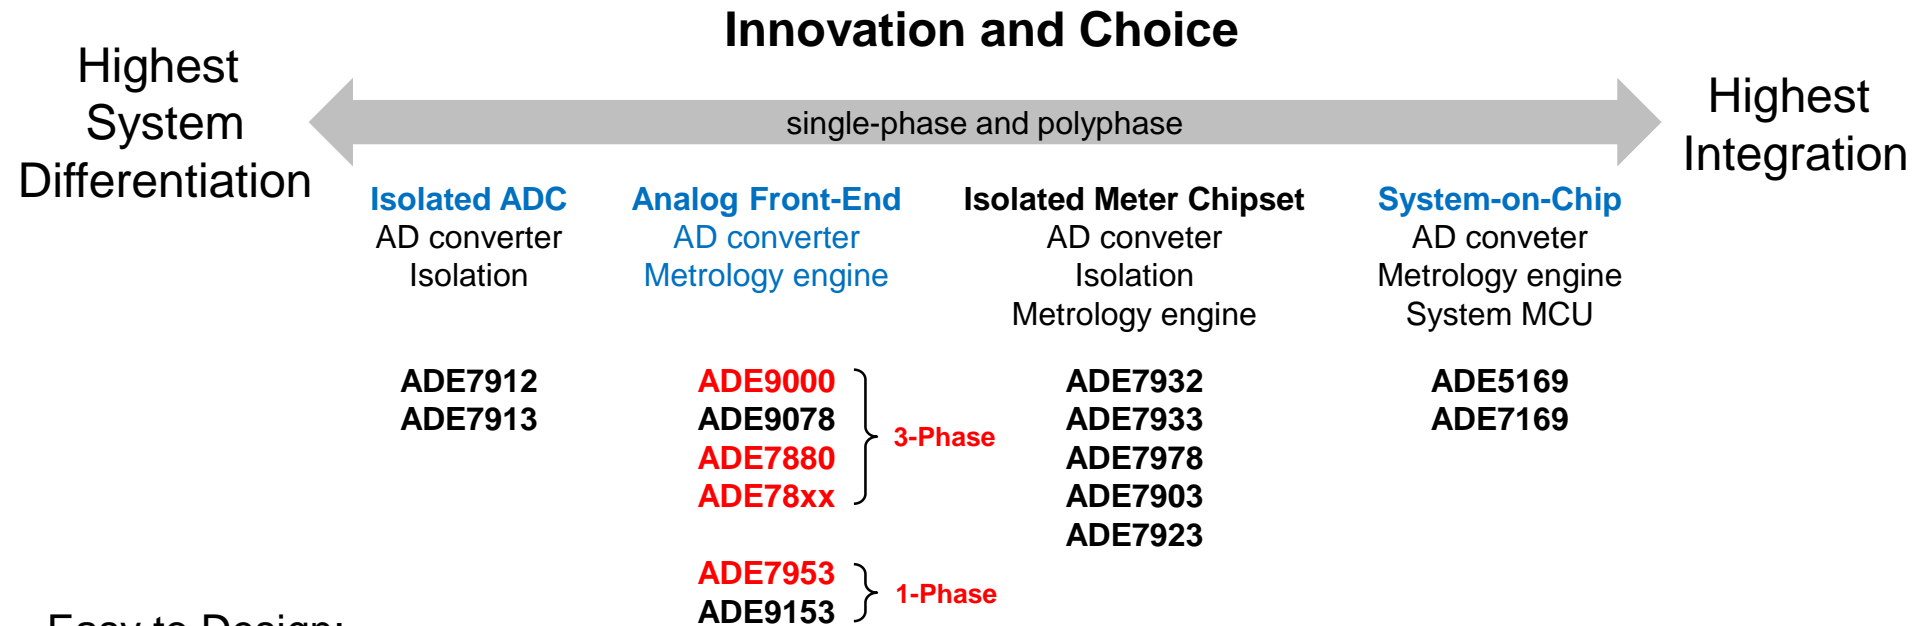 Innovation and Choice
Highest
System
Differentiation
single-phase and polyphase
Highest
Integration
Isolated ADC
AD converter
Isolation
ADE7912
ADE7913
Analog Front-End
AD converter
Metrology engine
ADE9000
ADE9078
ADE7880
ADE78xx
3-Phase
ADE7953
ADE9153
1-Phase
Isolated Meter Chipset
AD conveter
Isolation
Metrology engine
ADE7932
ADE7933
ADE7978
ADE7903
ADE7923
System-on-Chip
AD conveter
Metrology engine
System MCU
ADE5169
ADE7169
Easy to Design: